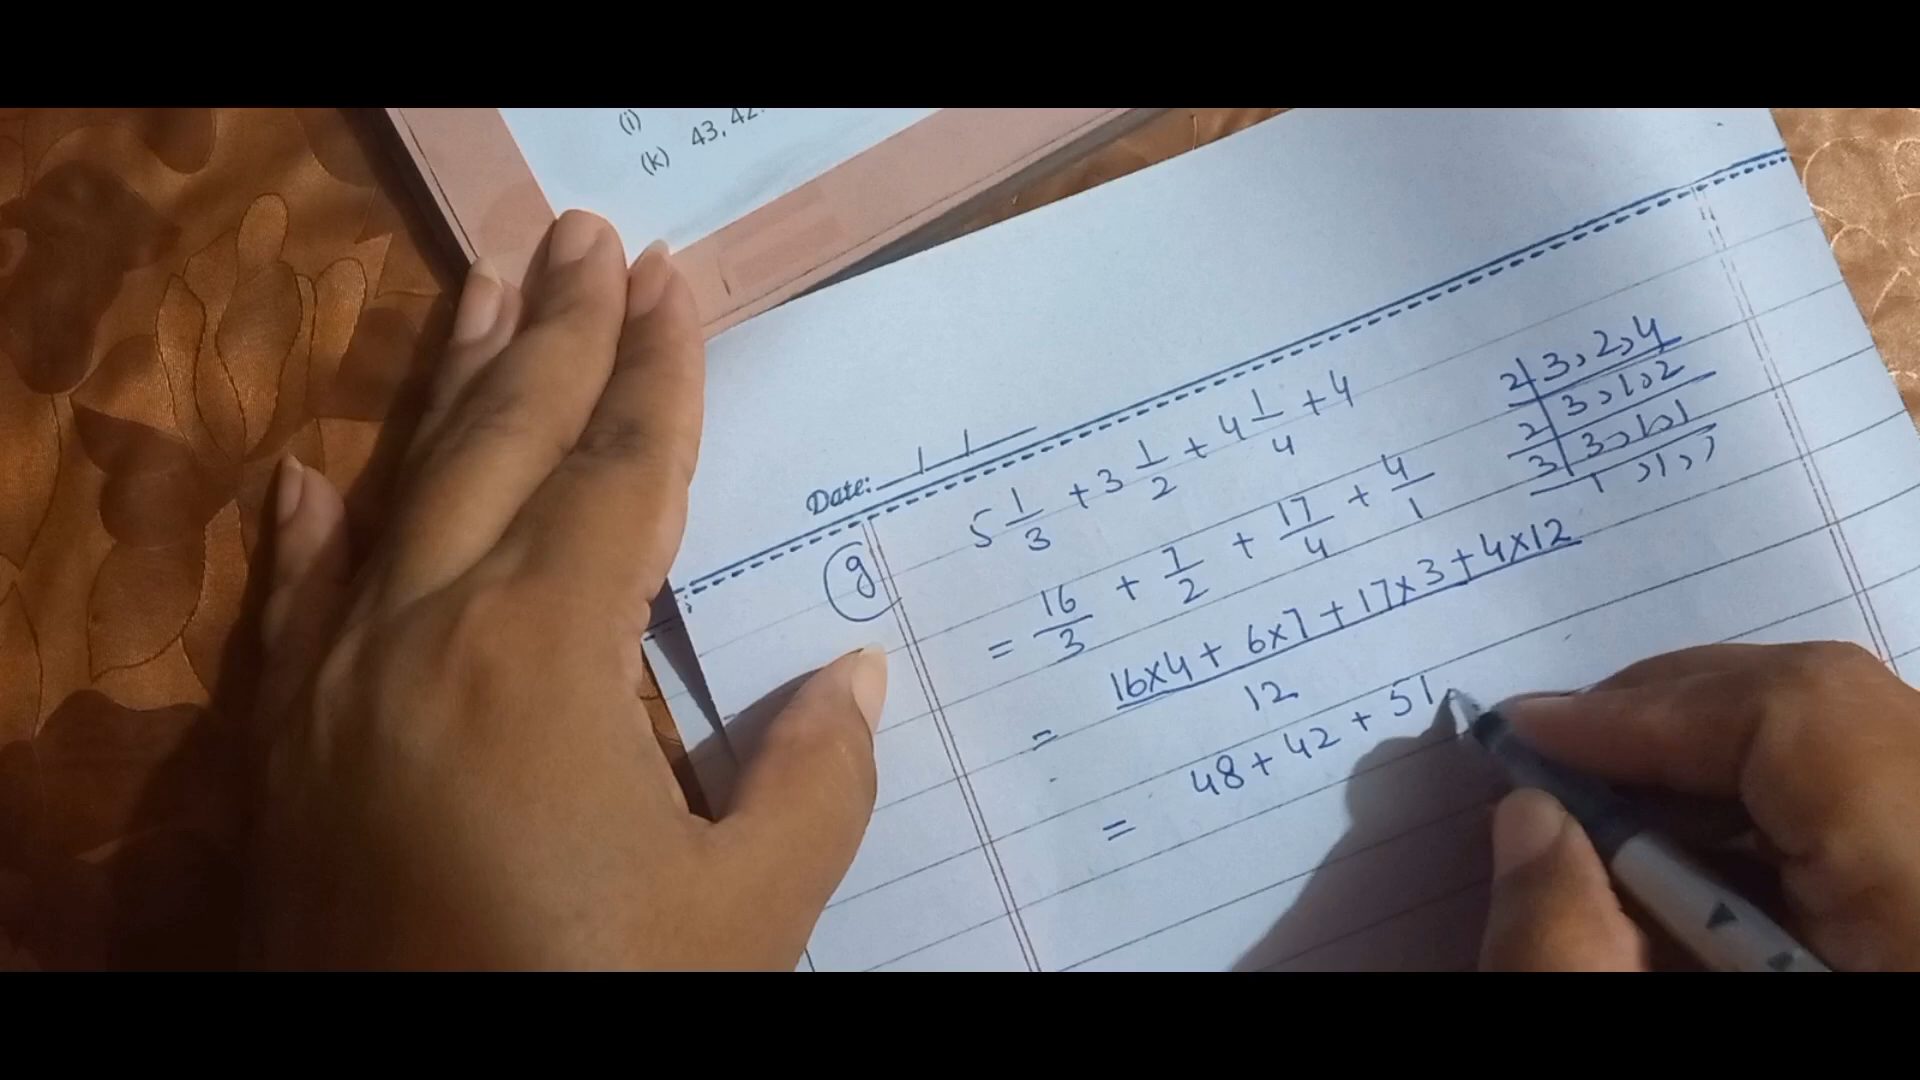 (i)
(k) 43, 42.
Date: / /
g 5 1/3 + 3 1/2 + 4 1/4 + 4
= 16/3 + 7/2 + 17/4 + 4/1
= 16x4 + 6x7 + 17x3 + 4x12
12
= 48 + 42 + 51
2 3, 2, 4
2 3, 1, 2
3 3, 1, 1
1, 1, 1